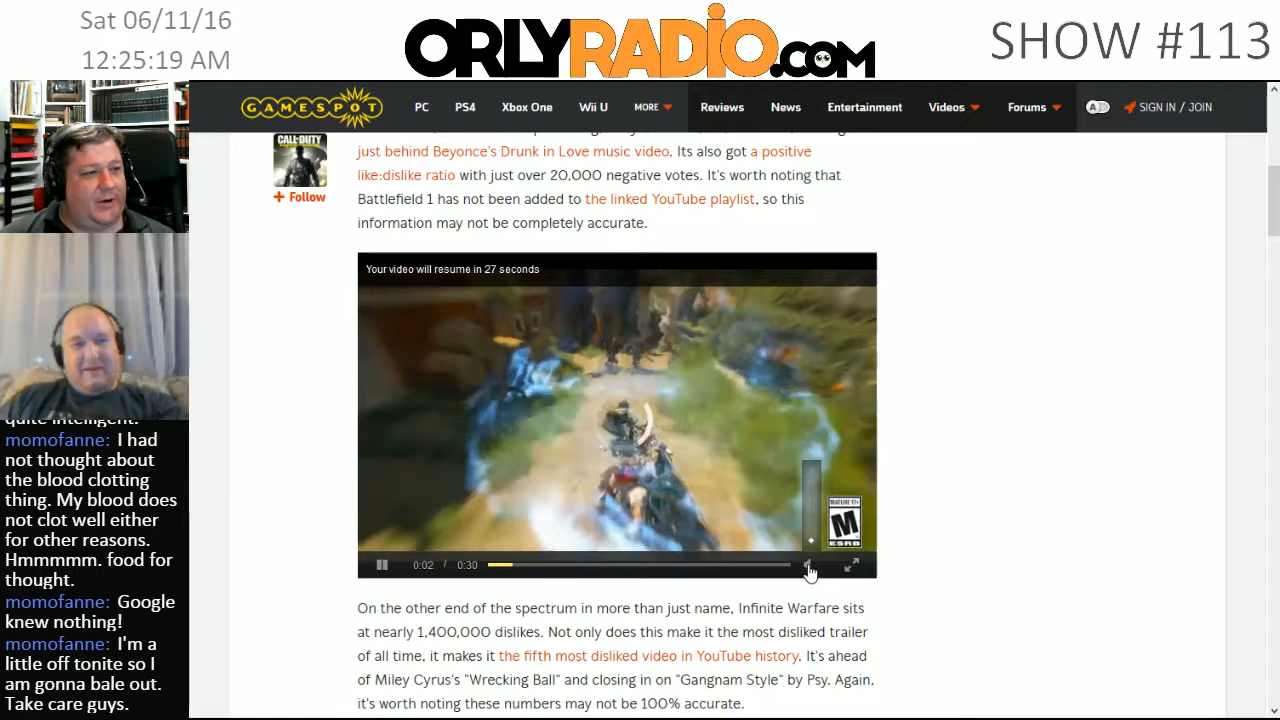 Sat 06/11/16
12:25:19 AM
ORLYRADIO.COM
SHOW #113
GAMESPOT
PC
PS4
Xbox One
Wii U
MORE
Reviews
News
Entertainment
Videos
Forums
SIGN IN / JOIN
CALL OF DUTY
+ Follow
just behind Beyonce's Drunk in Love music video. Its also got a positive
like:dislike ratio with just over 20,000 negative votes. It's worth noting that
Battlefield 1 has not been added to the linked YouTube playlist, so this
information may not be completely accurate.
Your video will resume in 27 seconds
MATURE 17+
M
ESRB
0:02 / 0:30
On the other end of the spectrum in more than just name, Infinite Warfare sits
at nearly 1,400,000 dislikes. Not only does this make it the most disliked trailer
of all time, it makes it the fifth most disliked video in YouTube history. It's ahead
of Miley Cyrus's "Wrecking Ball" and closing in on "Gangnam Style" by Psy. Again,
it's worth noting these numbers may not be 100% accurate.
quite intelligent.
momofanne: I had
not thought about
the blood clotting
thing. My blood does
not clot well either
for other reasons.
Hmmmmm. food for
thought.
momofanne: Google
knew nothing!
momofanne: I'm a
little off tonite so I
am gonna bale out.
Take care guys.